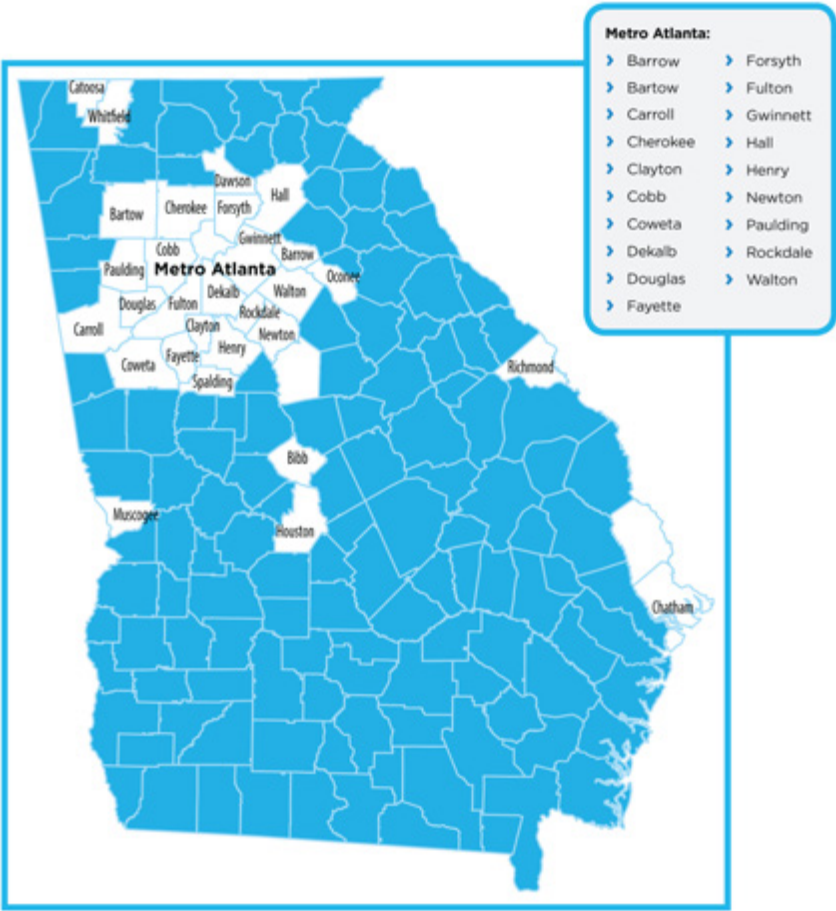 Metro Atlanta:
Barrow
Bartow
Carroll
Cherokee
Clayton
Cobb
Coweta
Dekalb
Douglas
Fayette
Forsyth
Fulton
Gwinnett
Hall
Henry
Newton
Paulding
Rockdale
Walton
Catoosa
Whitfield
Dawson
Hall
Bartow
Cherokee
Forsyth
Gwinnett
Cobb
Barrow
Paulding
Metro Atlanta
Oconee
Dekalb
Walton
Douglas
Fulton
Rockdale
Carroll
Clayton
Newton
Henry
Fayette
Coweta
Spalding
Richmond
Bibb
Muscogee
Houston
Chatham